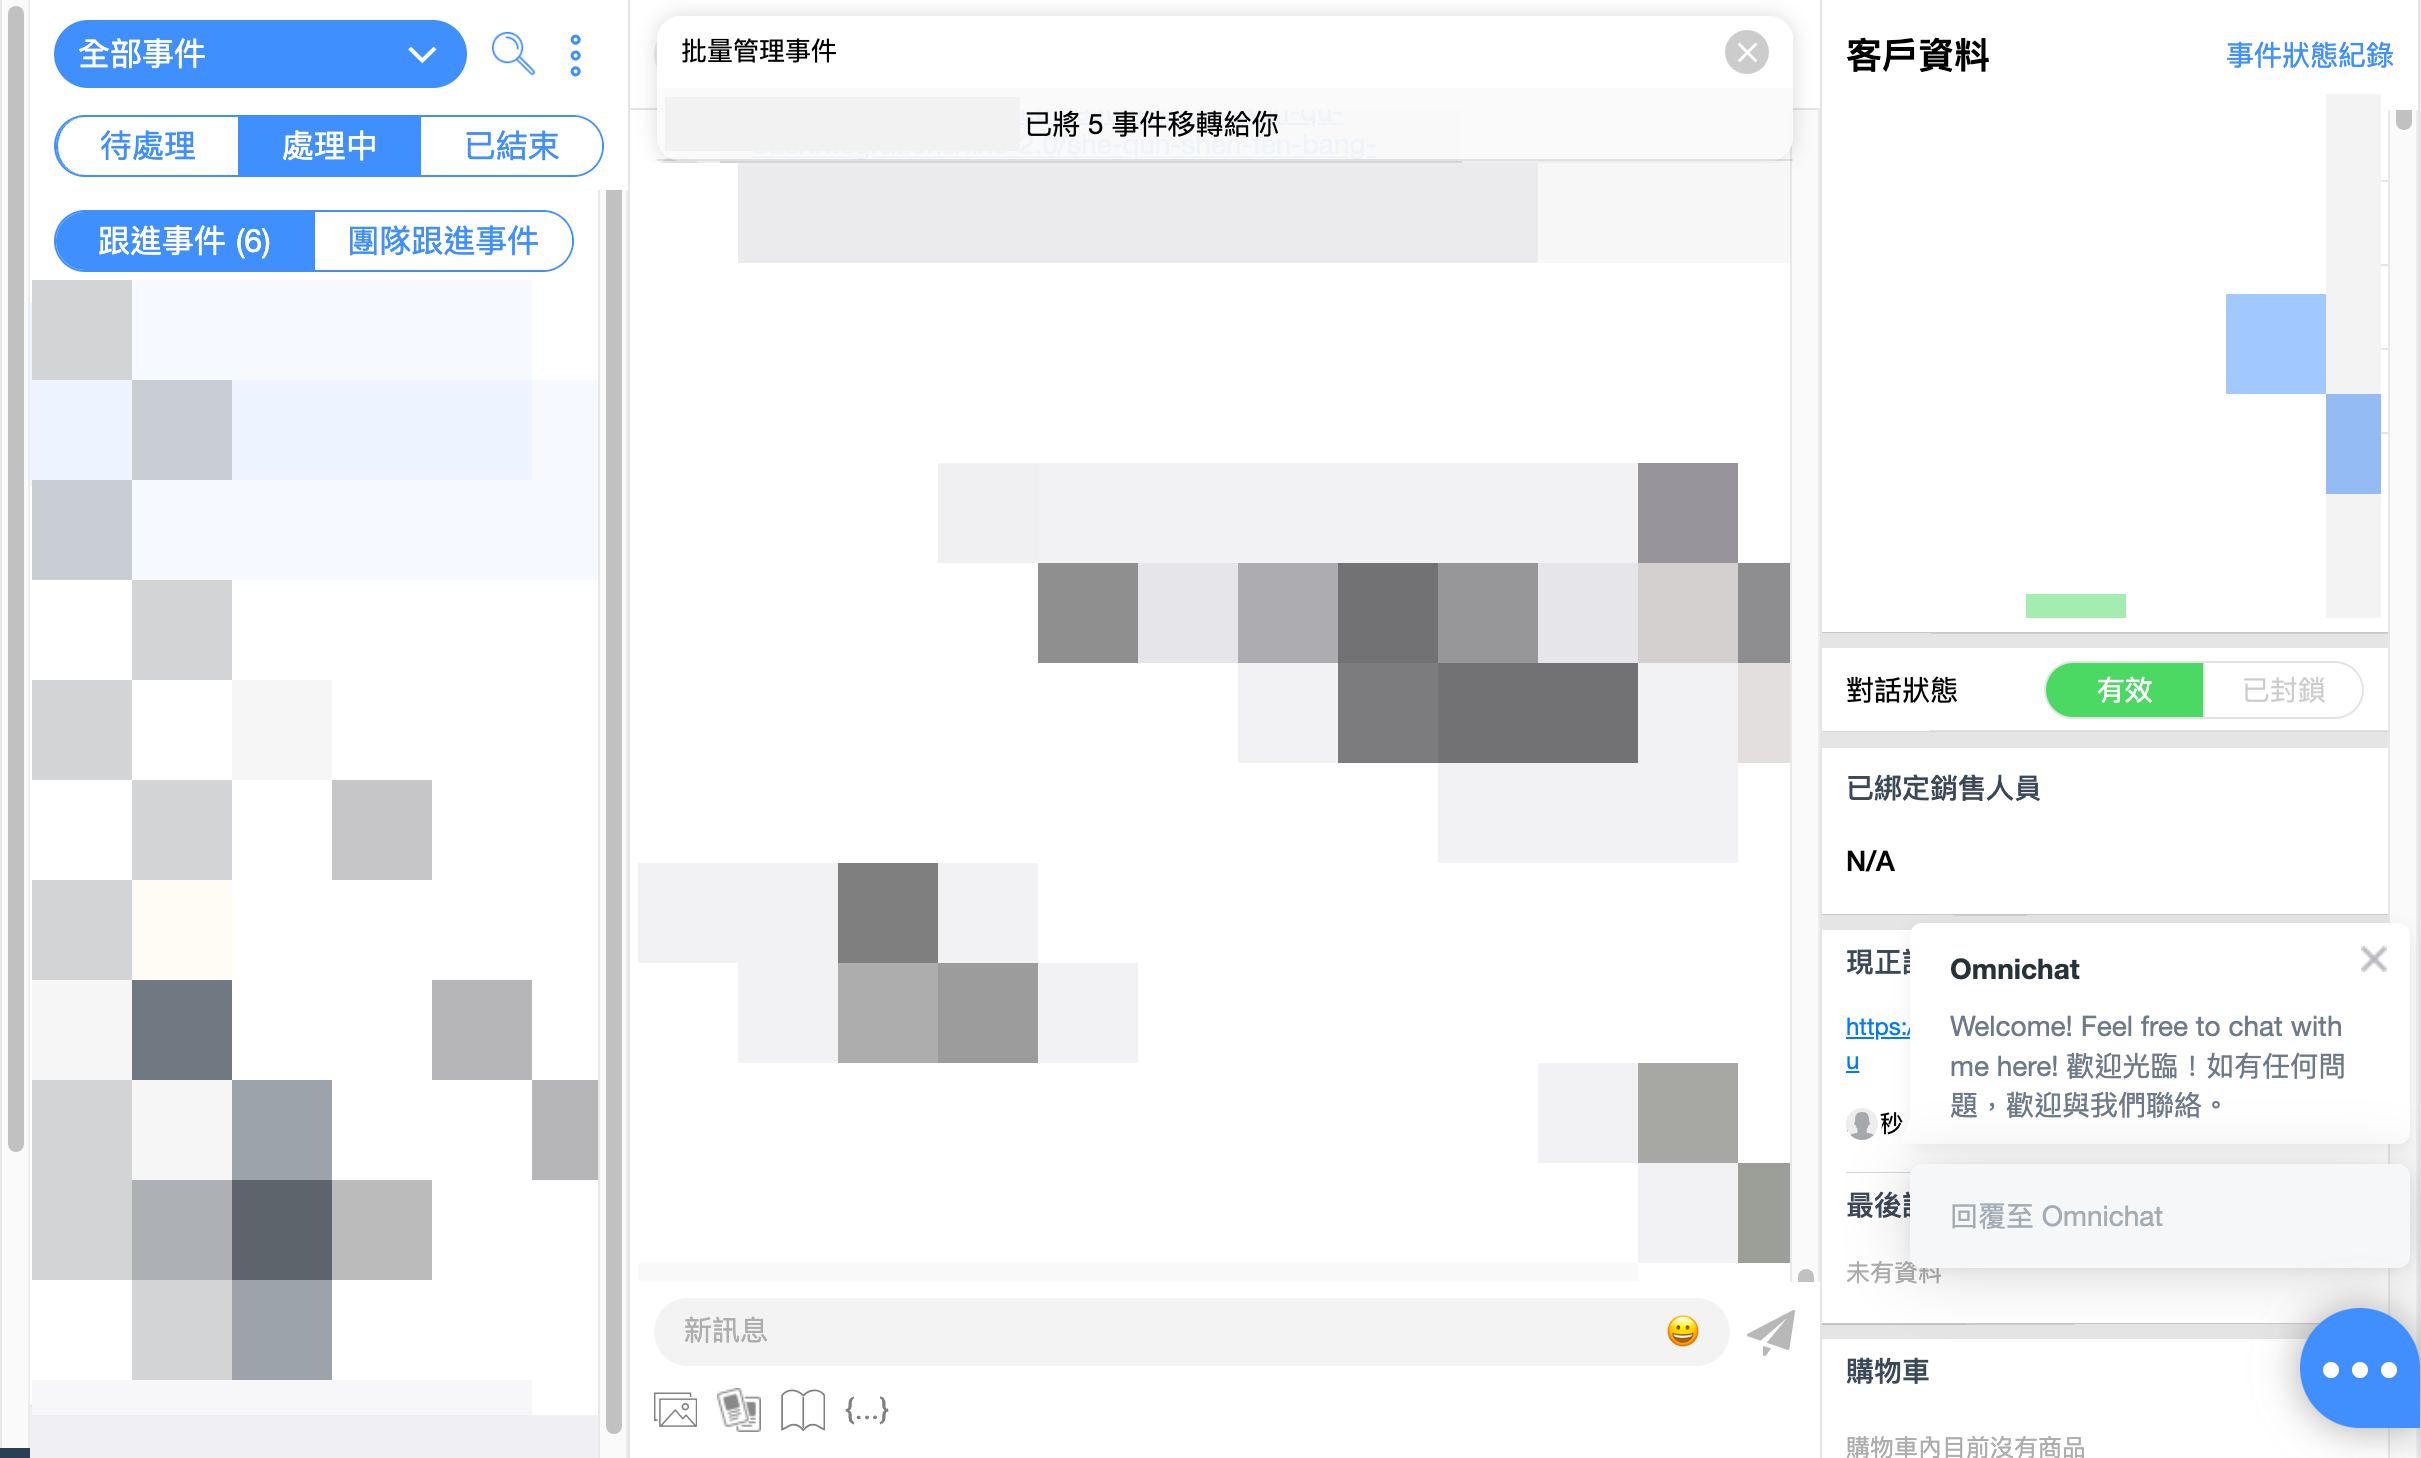 全部事件
待處理
處理中
已結束
跟進事件 (6)
團隊跟進事件
批量管理事件
已將 5 事件移轉給你
新訊息
{...}
客戶資料
事件狀態紀錄
對話狀態
有效
已封鎖
已綁定銷售人員
N/A
現正
https:/
u
秒
最後
未有資料
購物車
購物車內目前沒有商品
Omnichat
Welcome! Feel free to chat with
me here! 歡迎光臨！如有任何問
題，歡迎與我們聯絡。
回覆至 Omnichat